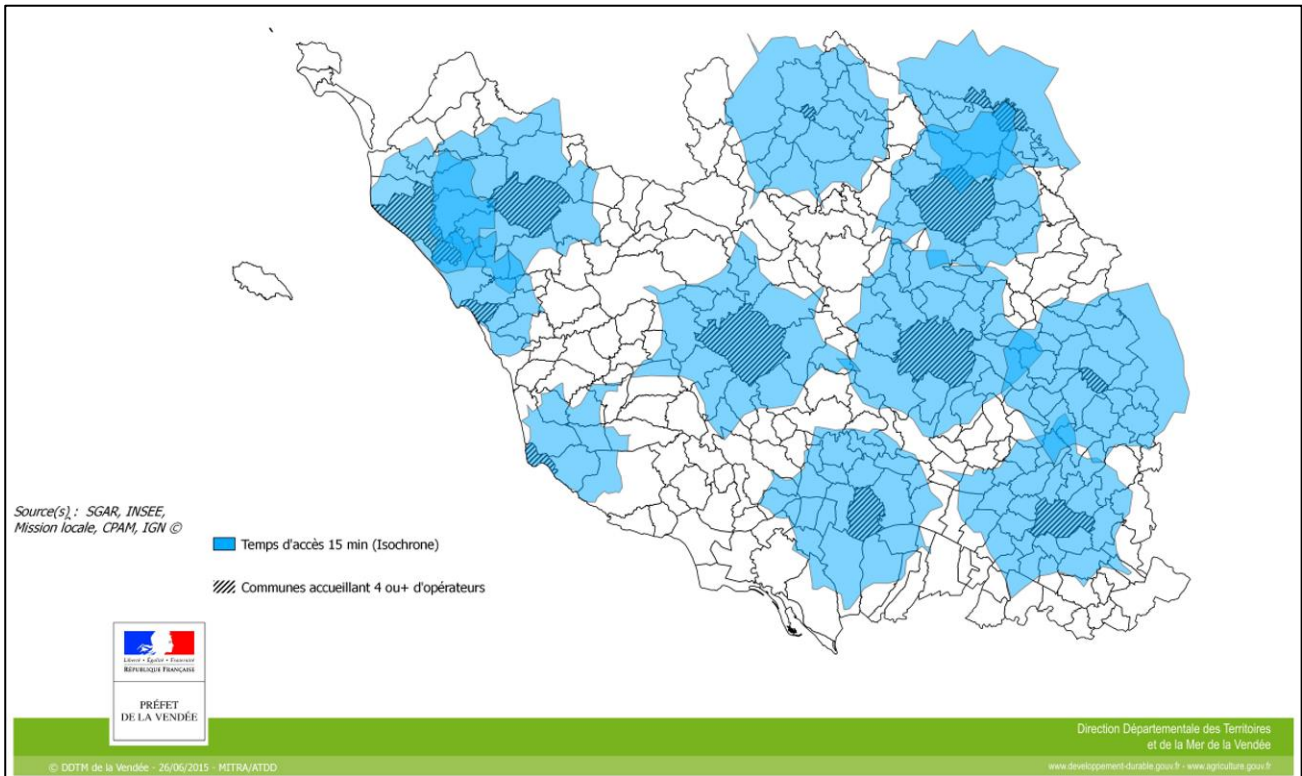 Source(s) : SGAR, INSEE,
Mission locale, CPAM, IGN ©
Temps d'accès 15 min (Isochrone)
Communes accueillant 4 ou+ d'opérateurs
Liberté • Égalité • Fraternité
RÉPUBLIQUE FRANÇAISE
PRÉFET
DE LA VENDÉE
Direction Départementale des Territoires
et de la Mer de la Vendée
© DDTM de la Vendée - 26/06/2015 - MITRA/ATDD
www.developpement-durable.gouv.fr - www.agriculture.gouv.fr